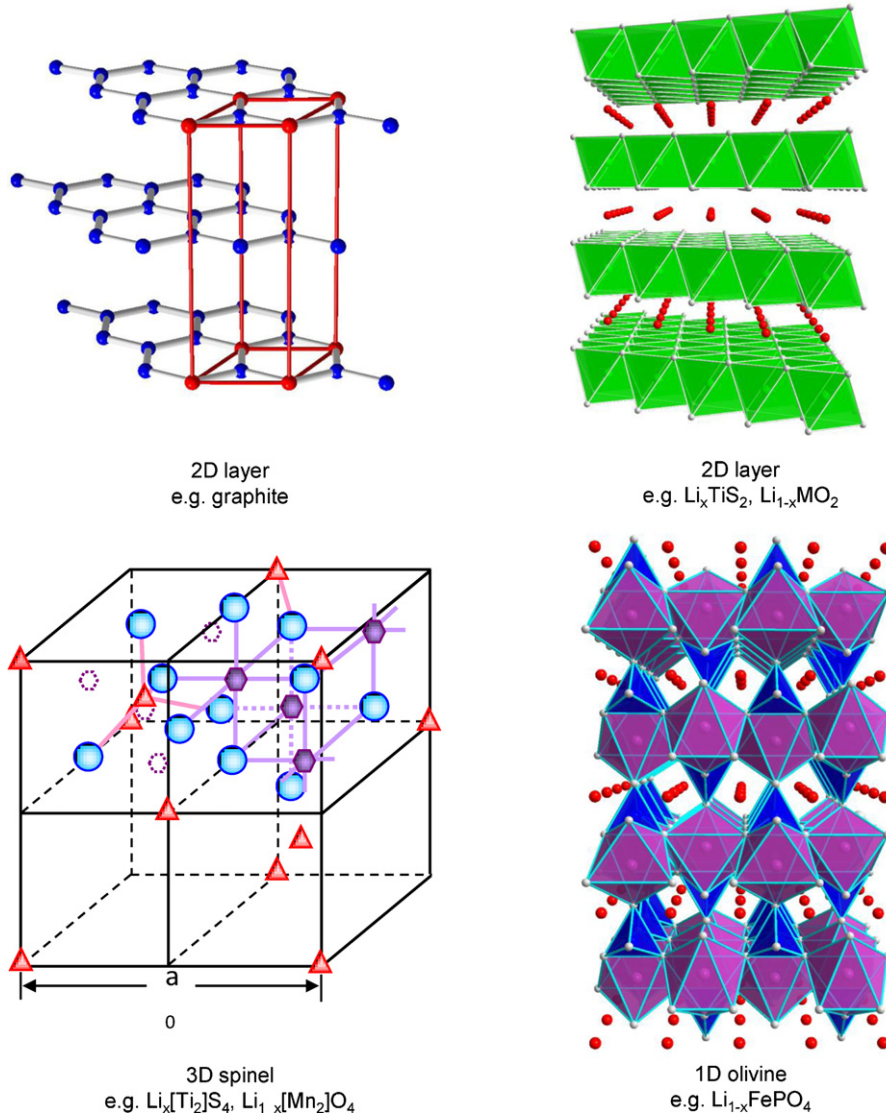 2D layer
e.g. graphite
2D layer
e.g. LiₓTiS₂, Li₁₋ₓMO₂
a
0
3D spinel
e.g. Liₓ[Ti₂]S₄, Li₁ ₓ[Mn₂]O₄
1D olivine
e.g. Li₁₋ₓFePO₄